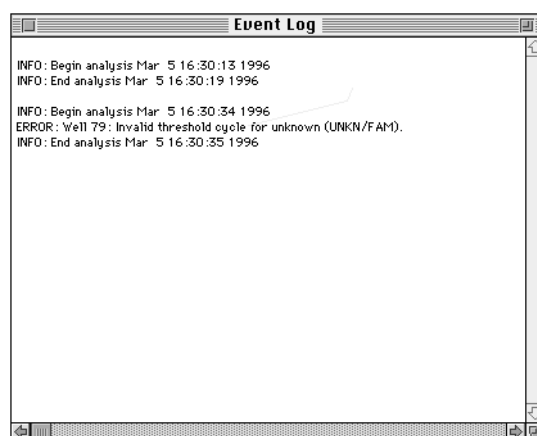 Event Log
INFO: Begin analysis Mar  5 16:30:13 1996
INFO: End analysis Mar  5 16:30:19 1996
INFO: Begin analysis Mar  5 16:30:34 1996
ERROR: Well 79: Invalid threshold cycle for unknown (UNKN/FAM).
INFO: End analysis Mar  5 16:30:35 1996